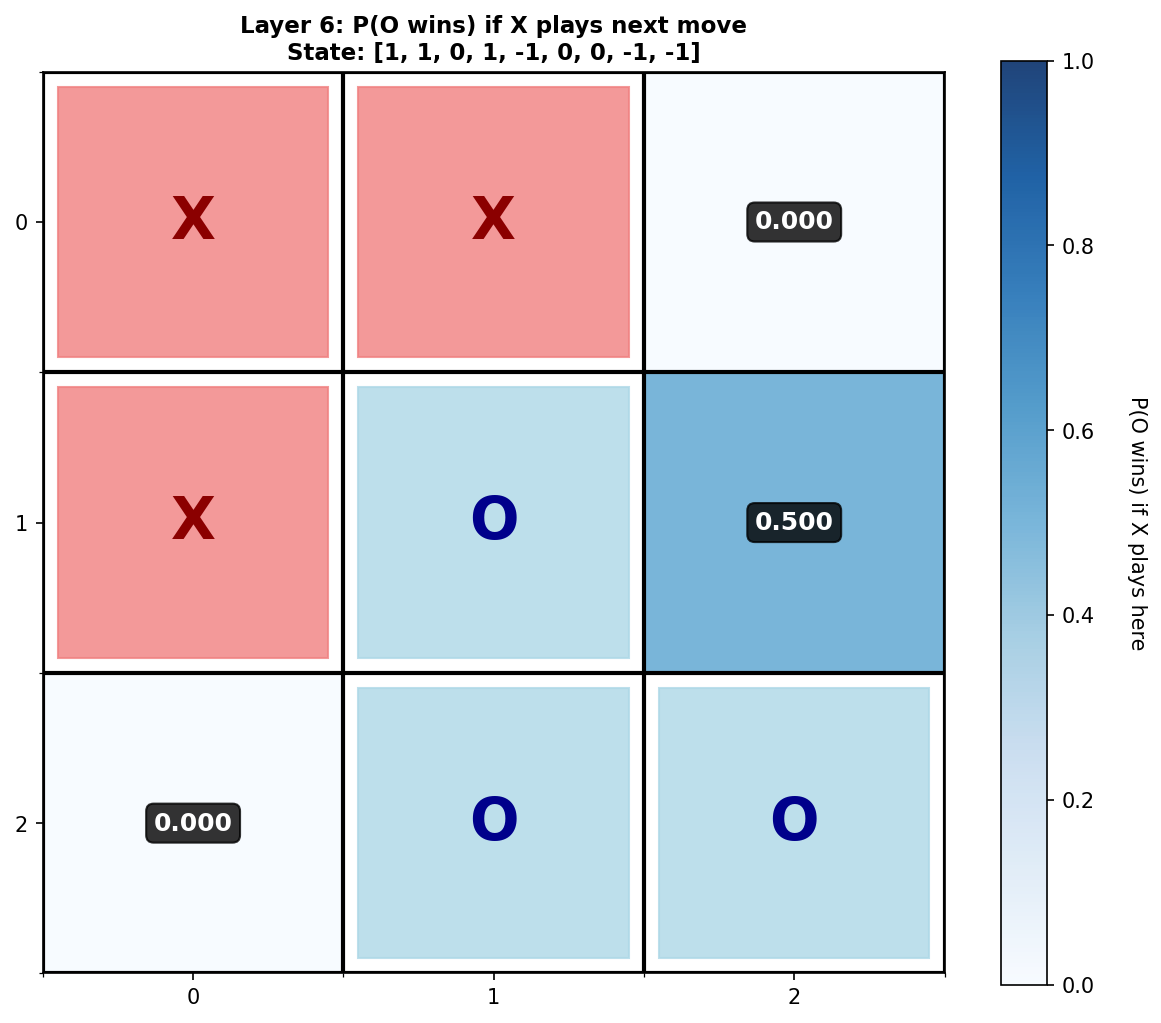 Layer 6: P(O wins) if X plays next move
State: [1, 1, 0, 1, -1, 0, 0, -1, -1]
X
X
0.000
X
O
0.500
0.000
O
O
0
1
2
0
1
2
1.0
0.8
0.6
0.4
0.2
0.0
P(O wins) if X plays here